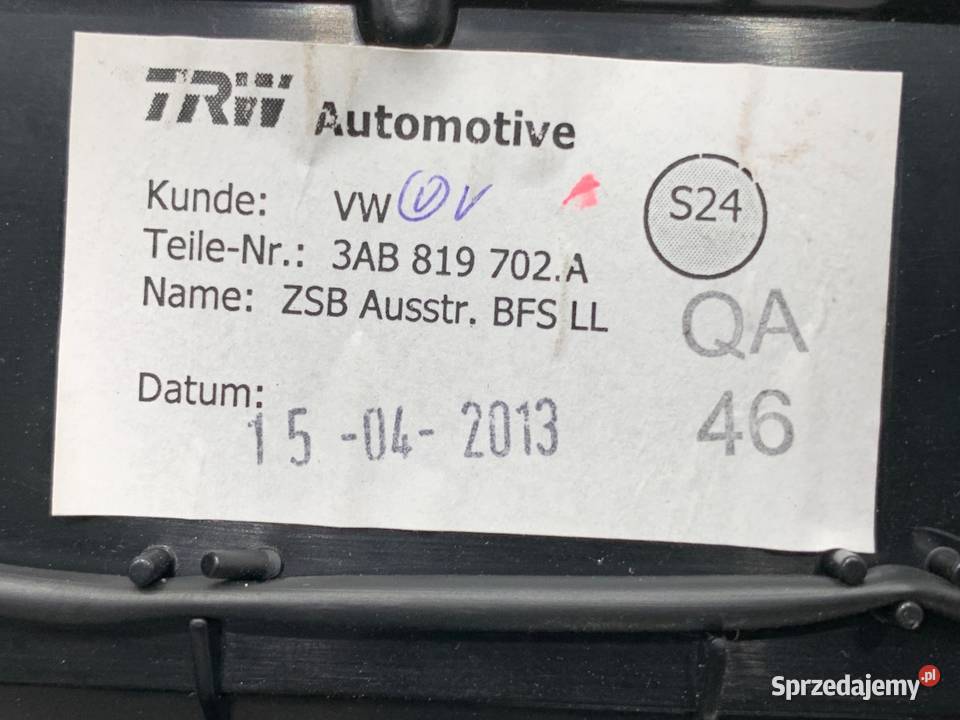 TRW Automotive
Kunde: VW V V
Teile-Nr.: 3AB 819 702.A
Name: ZSB Ausstr. BFS LL
Datum: 15-04-2013
S24
QA
46
Sprzedajemy.pl